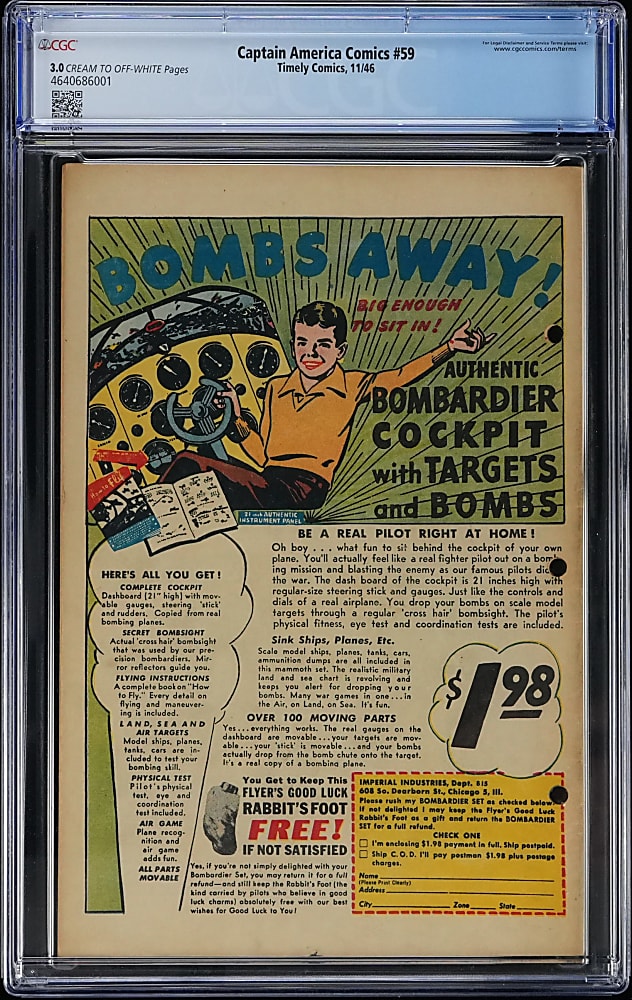 CGC
3.0 CREAM TO OFF-WHITE Pages
4640686001
Captain America Comics #59
Timely Comics, 11/46
For Legal Disclaimer and Service Terms please visit:
www.cgccomics.com/terms
BOMBS AWAY!
BIG ENOUGH
TO SIT IN!
AUTHENTIC
BOMBARDIER
COCKPIT
with TARGETS
and BOMBS
How to FLY
21 inch AUTHENTIC
INSTRUMENT PANEL
BE A REAL PILOT RIGHT AT HOME!
Oh boy . . . what fun to sit behind the cockpit of your own
plane. You'll actually feel like a real fighter pilot out on a bomb-
ing mission and blasting the enemy as our famous pilots did
the war. The dash board of the cockpit is 21 inches high with
regular-size steering stick and gauges. Just like the controls and
dials of a real airplane. You drop your bombs on scale model
targets through a regular 'cross hair' bombsight. The pilot's
physical fitness, eye test and coordination tests are included.
HERE'S ALL YOU GET!
COMPLETE COCKPIT
Dashboard [21" high] with mov-
able gauges, steering 'stick'
and rudders. Copied from real
bombing planes.
SECRET BOMBSIGHT
Actual 'cross hair' bombsight
that was used by our pre-
cision bombardiers. Mir-
ror reflectors guide you.
FLYING INSTRUCTIONS
A complete book on "How
to Fly." Every detail on
flying and maneuver-
ing is included.
LAND, SEA AND
AIR TARGETS
Model ships, planes,
tanks, cars are in-
cluded to test your
bombing skill.
PHYSICAL TEST
Pilot's physical
test, eye and
coordination
test included.
AIR GAME
Plane recog-
nition and
air game
adds fun.
ALL PARTS
MOVABLE
Sink Ships, Planes, Etc.
Scale model ships, planes, tanks, cars,
ammunition dumps are all included in
this mammoth set. The realistic military
land and sea chart is revolving and
keeps you alert for dropping your
bombs. Many war games in one...in
the Air, on Land, on Sea. It's fun.
OVER 100 MOVING PARTS
Yes...everything works. The real gauges on the
dashboard are movable...your targets are mov-
able...your 'stick' is movable...and your bombs
actually drop from the bomb chute onto the target.
It's a real copy of a bombing plane.
$1.98
You Get to Keep This
FLYER'S GOOD LUCK
RABBIT'S FOOT
FREE!
IF NOT SATISFIED
Yes, if you're not simply delighted with your
Bombardier Set, you may return it for a full
refund—and still keep the Rabbit's Foot (the
kind carried by pilots who believe in good
luck charms) absolutely free with our best
wishes for Good Luck to You!
IMPERIAL INDUSTRIES, Dept. 815
608 So. Dearborn St., Chicago 5, Ill.
Please rush my BOMBARDIER SET as checked below.
If not delighted I may keep the Flyer's Good Luck
Rabbit's Foot as a gift and return the BOMBARDIER
SET for a full refund.
CHECK ONE
I'm enclosing $1.98 payment in full, Ship postpaid.
Ship C.O.D. I'll pay postman $1.98 plus postage
charges.
Name
(Please Print Clearly)
Address
City Zone State